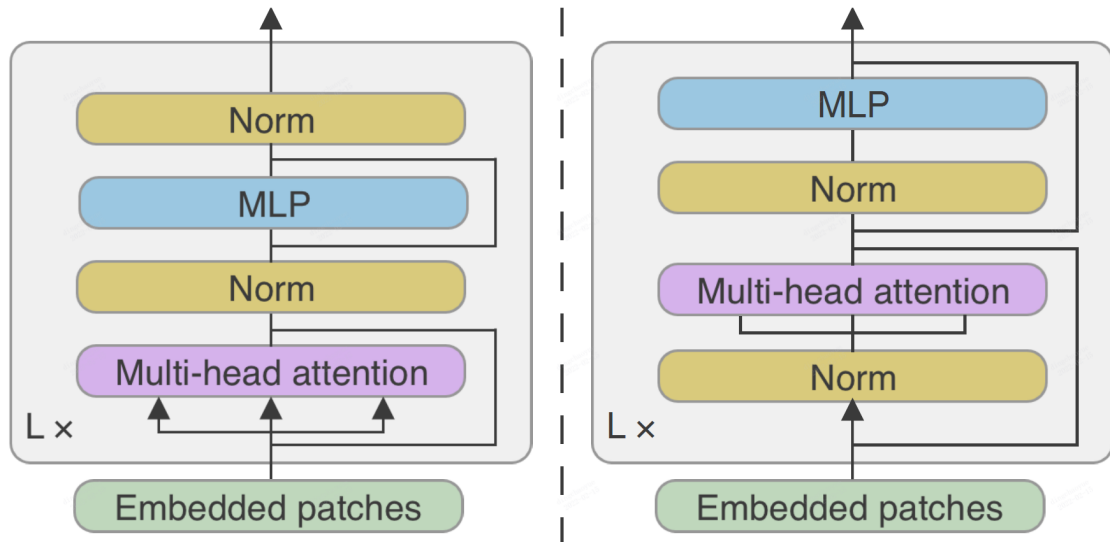 Norm
MLP
Norm
Multi-head attention
L ×
Embedded patches
MLP
Norm
Multi-head attention
Norm
L ×
Embedded patches